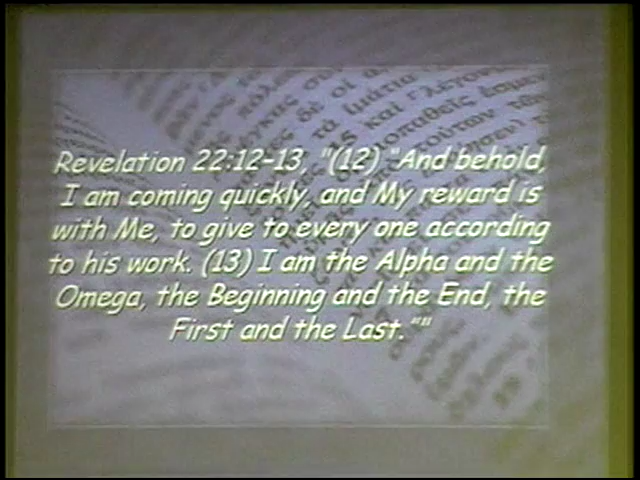 Revelation 22:12-13, "(12) “And behold,
I am coming quickly, and My reward is
with Me, to give to every one according
to his work. (13) I am the Alpha and the
Omega, the Beginning and the End, the
First and the Last.”"